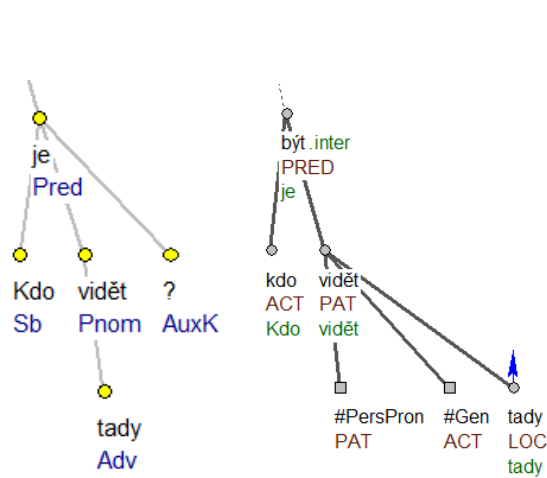 je
Pred
Kdo vidět ?
Sb Pnom AuxK
tady
Adv
být .inter
PRED
je
kdo vidět
ACT PAT
Kdo vidět
#PersPron #Gen tady
PAT ACT LOC
tady